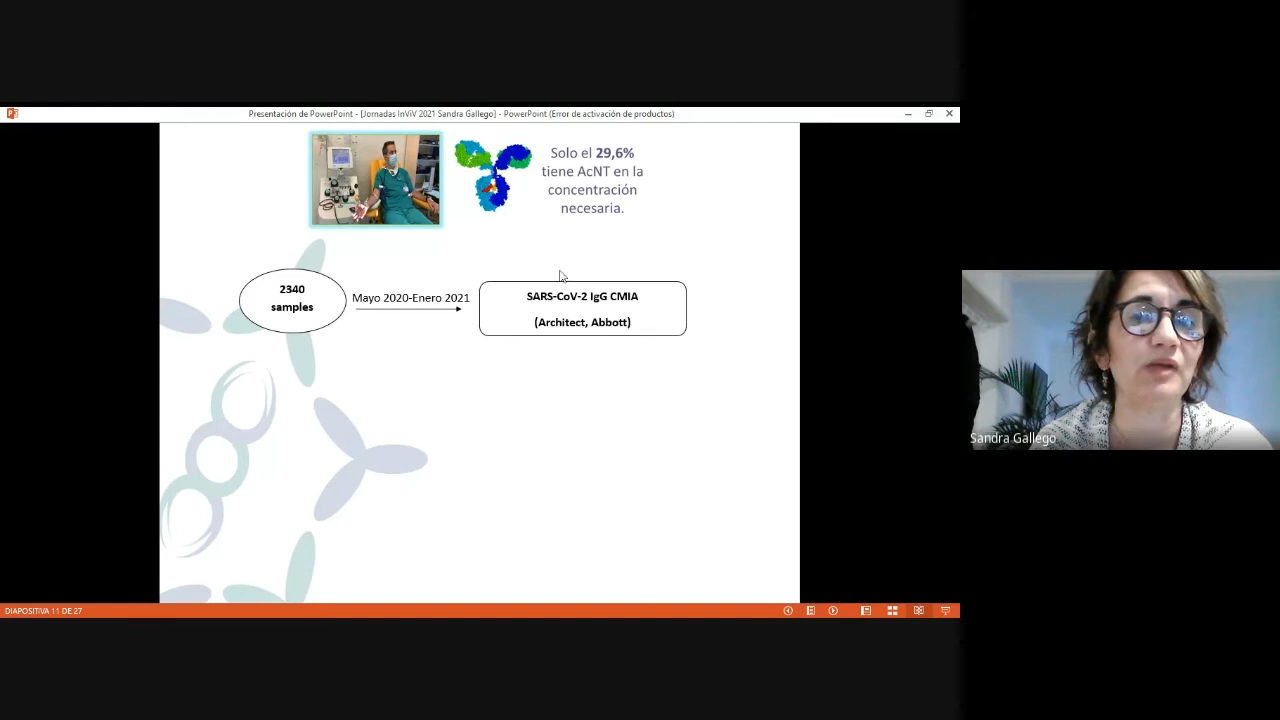 Presentación de PowerPoint - [Jornadas InViV 2021 Sandra Gallego] - PowerPoint (Error de activación de productos)
Solo el 29,6%
tiene AcNT en la
concentración
necesaria.
2340
samples
Mayo 2020-Enero 2021
SARS-CoV-2 IgG CMIA
(Architect, Abbott)
Sandra Gallego
DIAPOSITIVA 11 DE 27